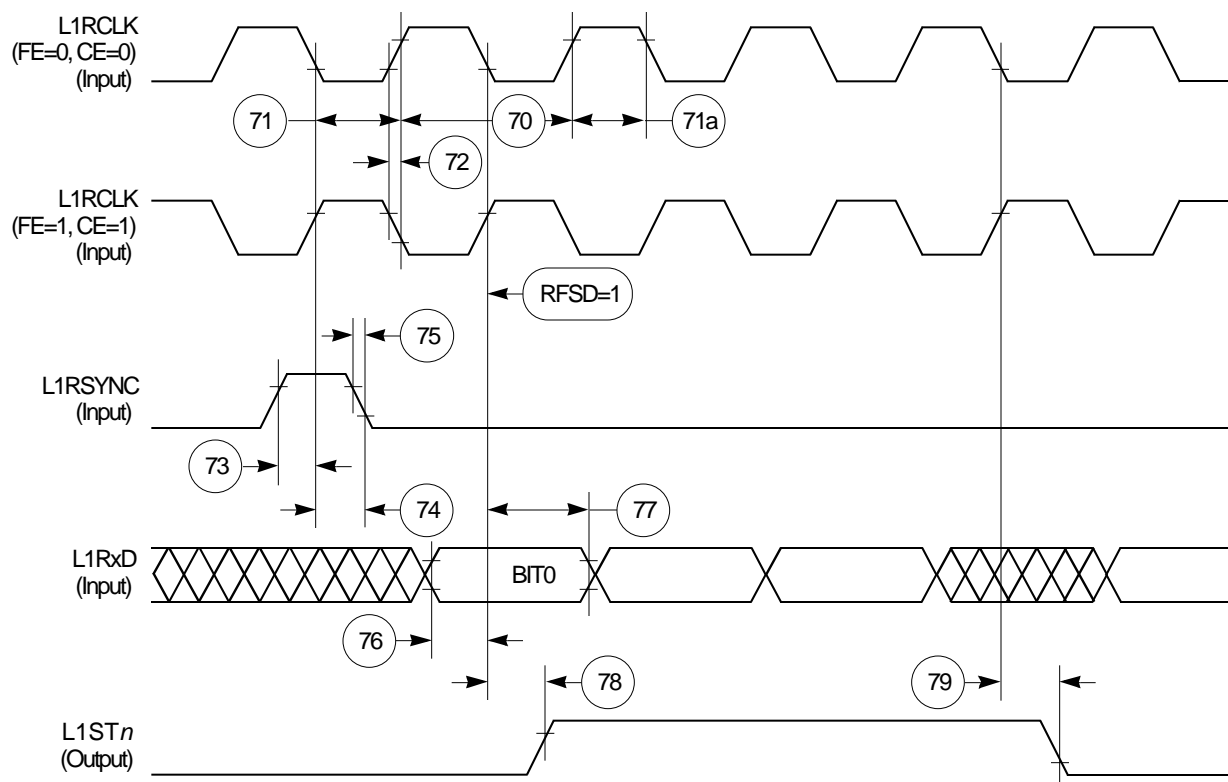 L1RCLK
(FE=0, CE=0)
(Input)
71
70
71a
72
L1RCLK
(FE=1, CE=1)
(Input)
RFSD=1
75
L1RSYNC
(Input)
73
74
77
L1RxD
(Input)
BIT0
76
78
79
L1STn
(Output)